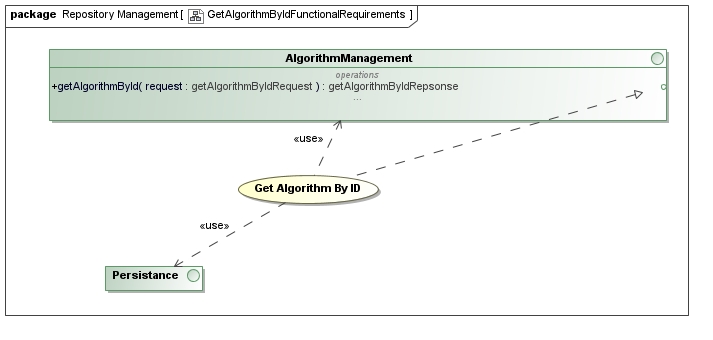 package Repository Management [ GetAlgorithmByIdFunctionalRequirements ]
AlgorithmManagement
operations
+getAlgorithmById( request : getAlgorithmByIdRequest ) : getAlgorithmByIdRepsonse
...
«use»
Get Algorithm By ID
«use»
Persistance